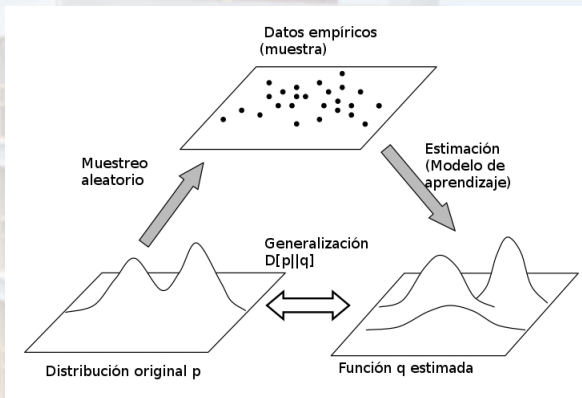 Datos empíricos
(muestra)
Muestreo
aleatorio
Estimación
(Modelo de
aprendizaje)
Generalización
D[p||q]
Distribución original p
Función q estimada